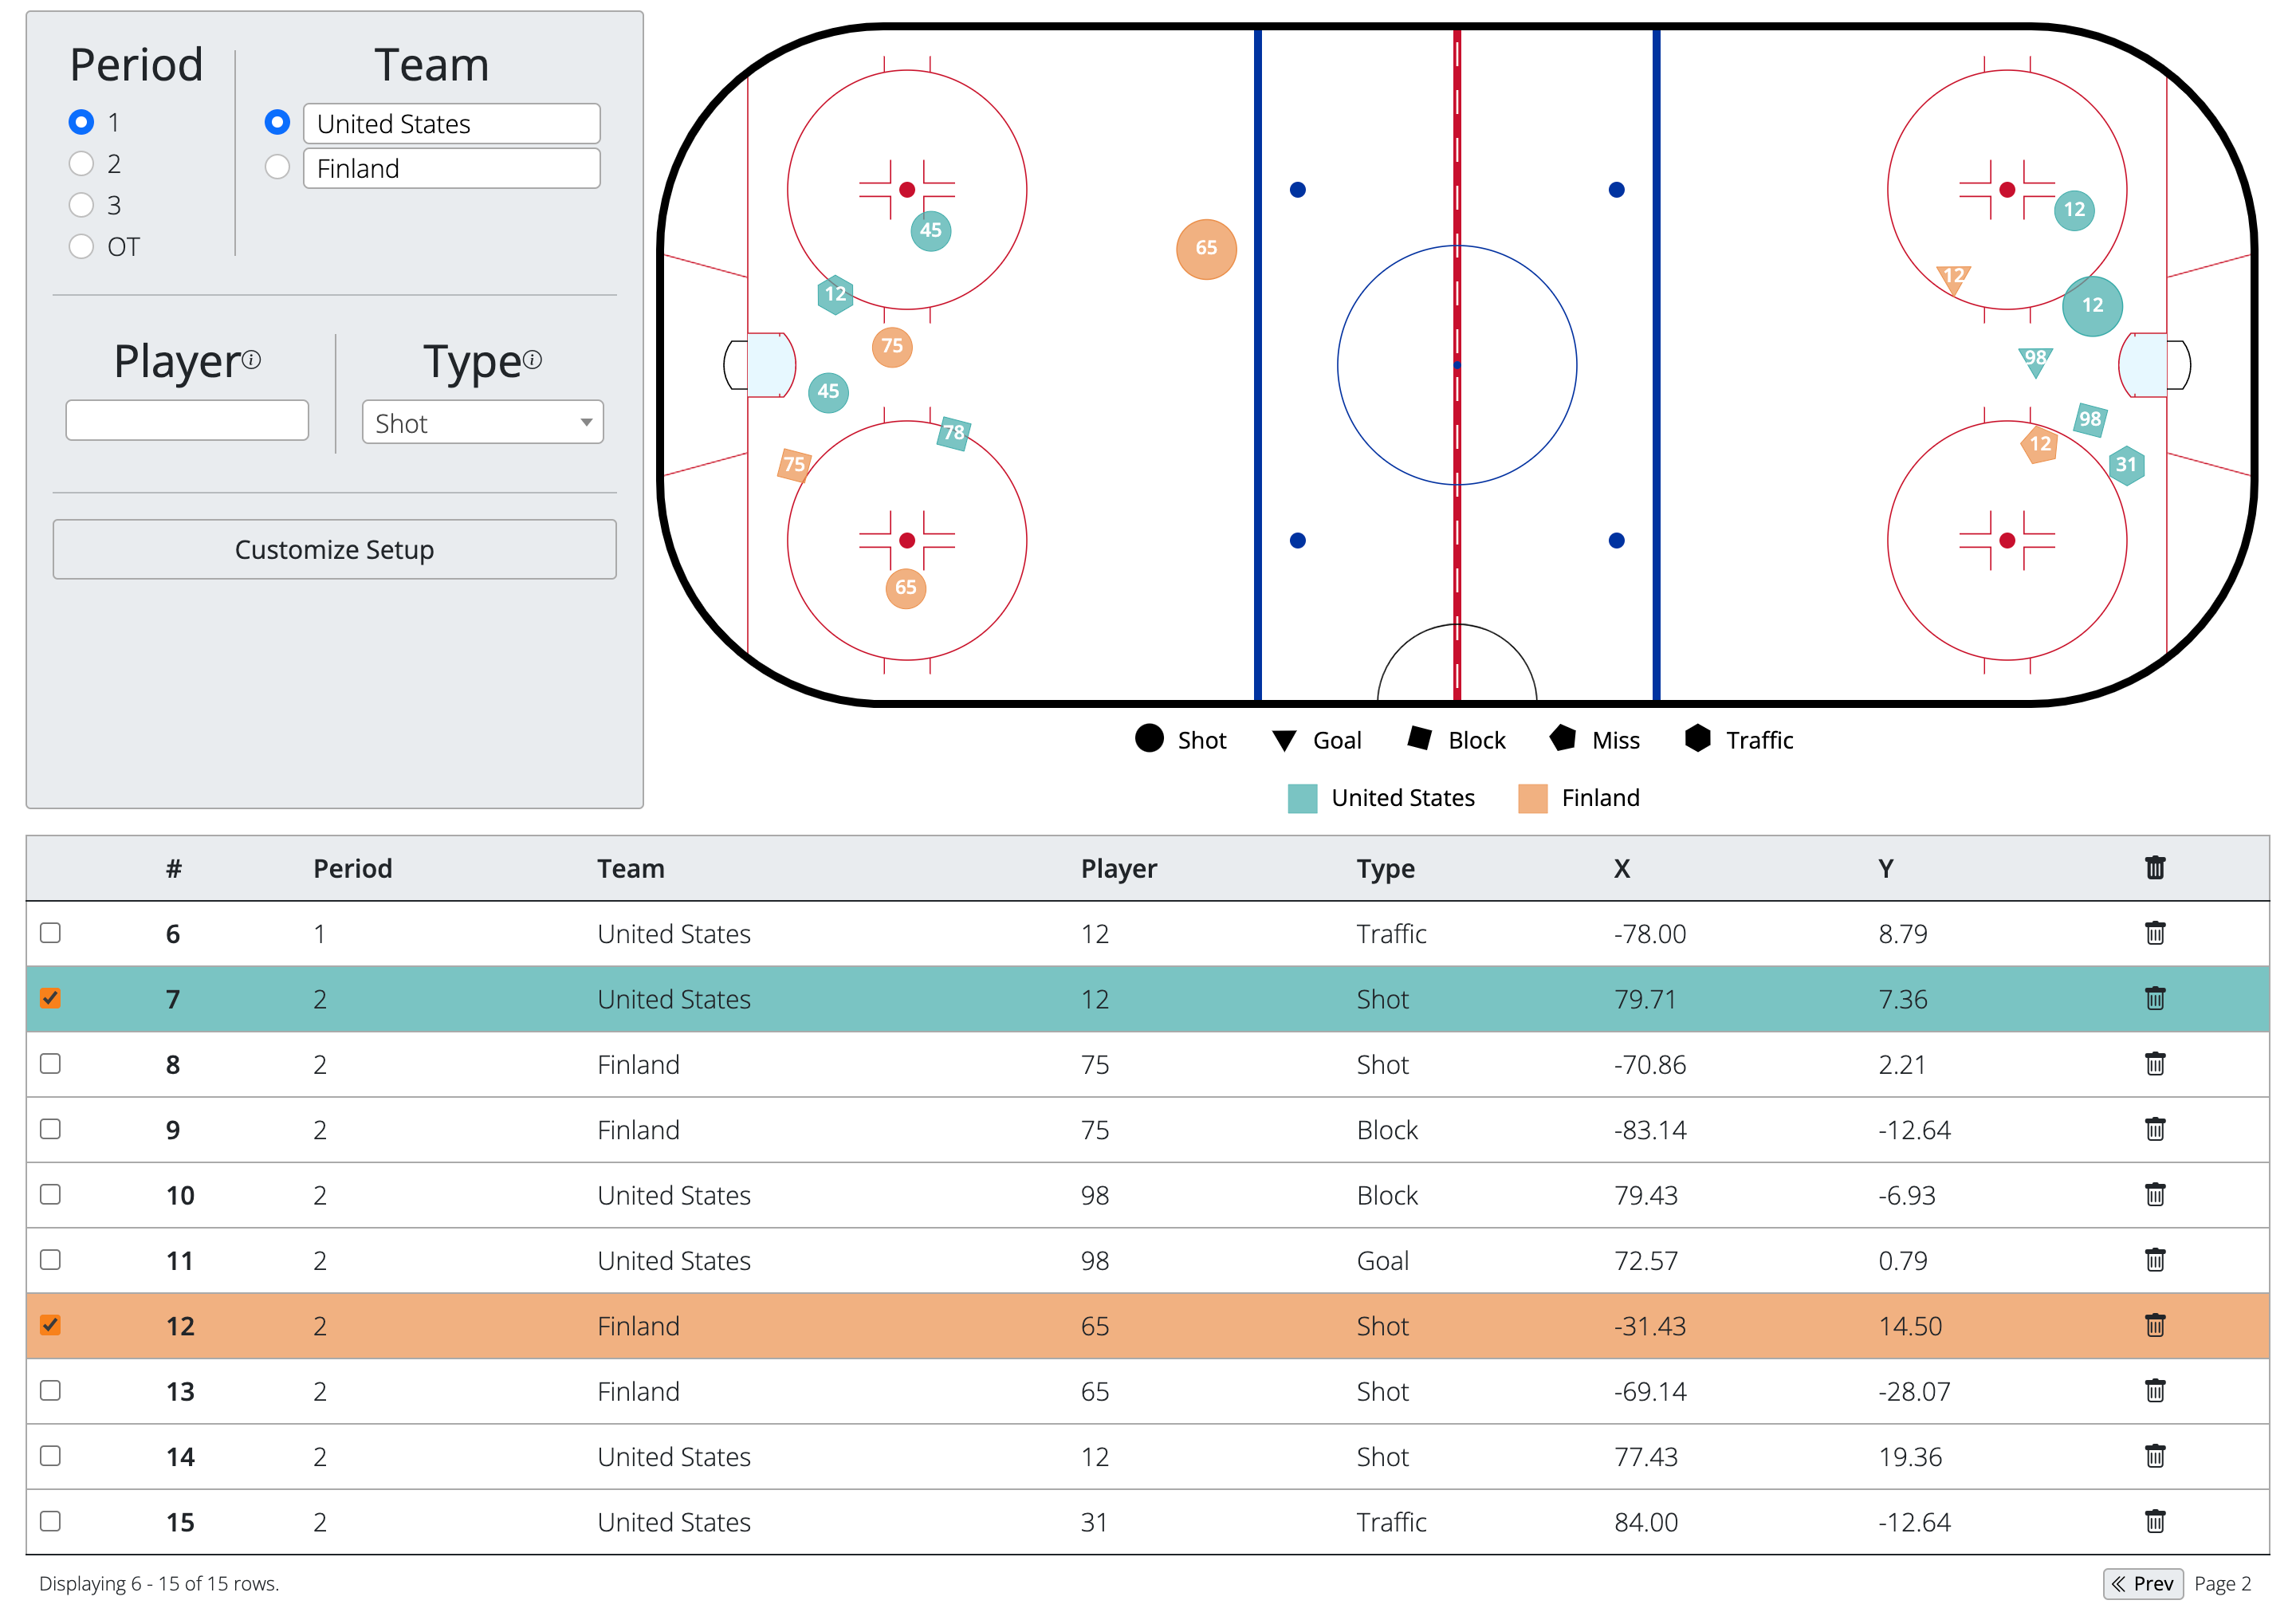 Period
Team
1
United States
2
Finland
3
OT
Player
Type
Shot
Customize Setup
12
45
65
12
12
12
75
98
45
98
78
12
75
31
65
Shot Goal Block Miss Traffic
United States Finland
# Period Team Player Type X Y
6 1 United States 12 Traffic -78.00 8.79
7 2 United States 12 Shot 79.71 7.36
8 2 Finland 75 Shot -70.86 2.21
9 2 Finland 75 Block -83.14 -12.64
10 2 United States 98 Block 79.43 -6.93
11 2 United States 98 Goal 72.57 0.79
12 2 Finland 65 Shot -31.43 14.50
13 2 Finland 65 Shot -69.14 -28.07
14 2 United States 12 Shot 77.43 19.36
15 2 United States 31 Traffic 84.00 -12.64
Displaying 6 - 15 of 15 rows.
Prev Page 2